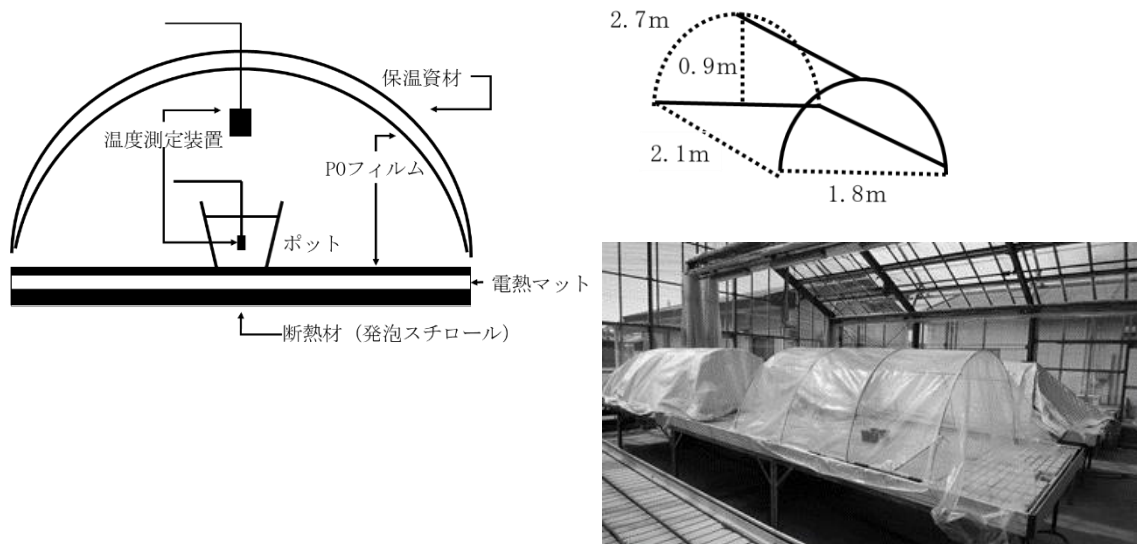 保温資材
温度測定装置
POフィルム
ポット
電熱マット
断熱材（発泡スチロール）
2.7m
0.9m
2.1m
1.8m